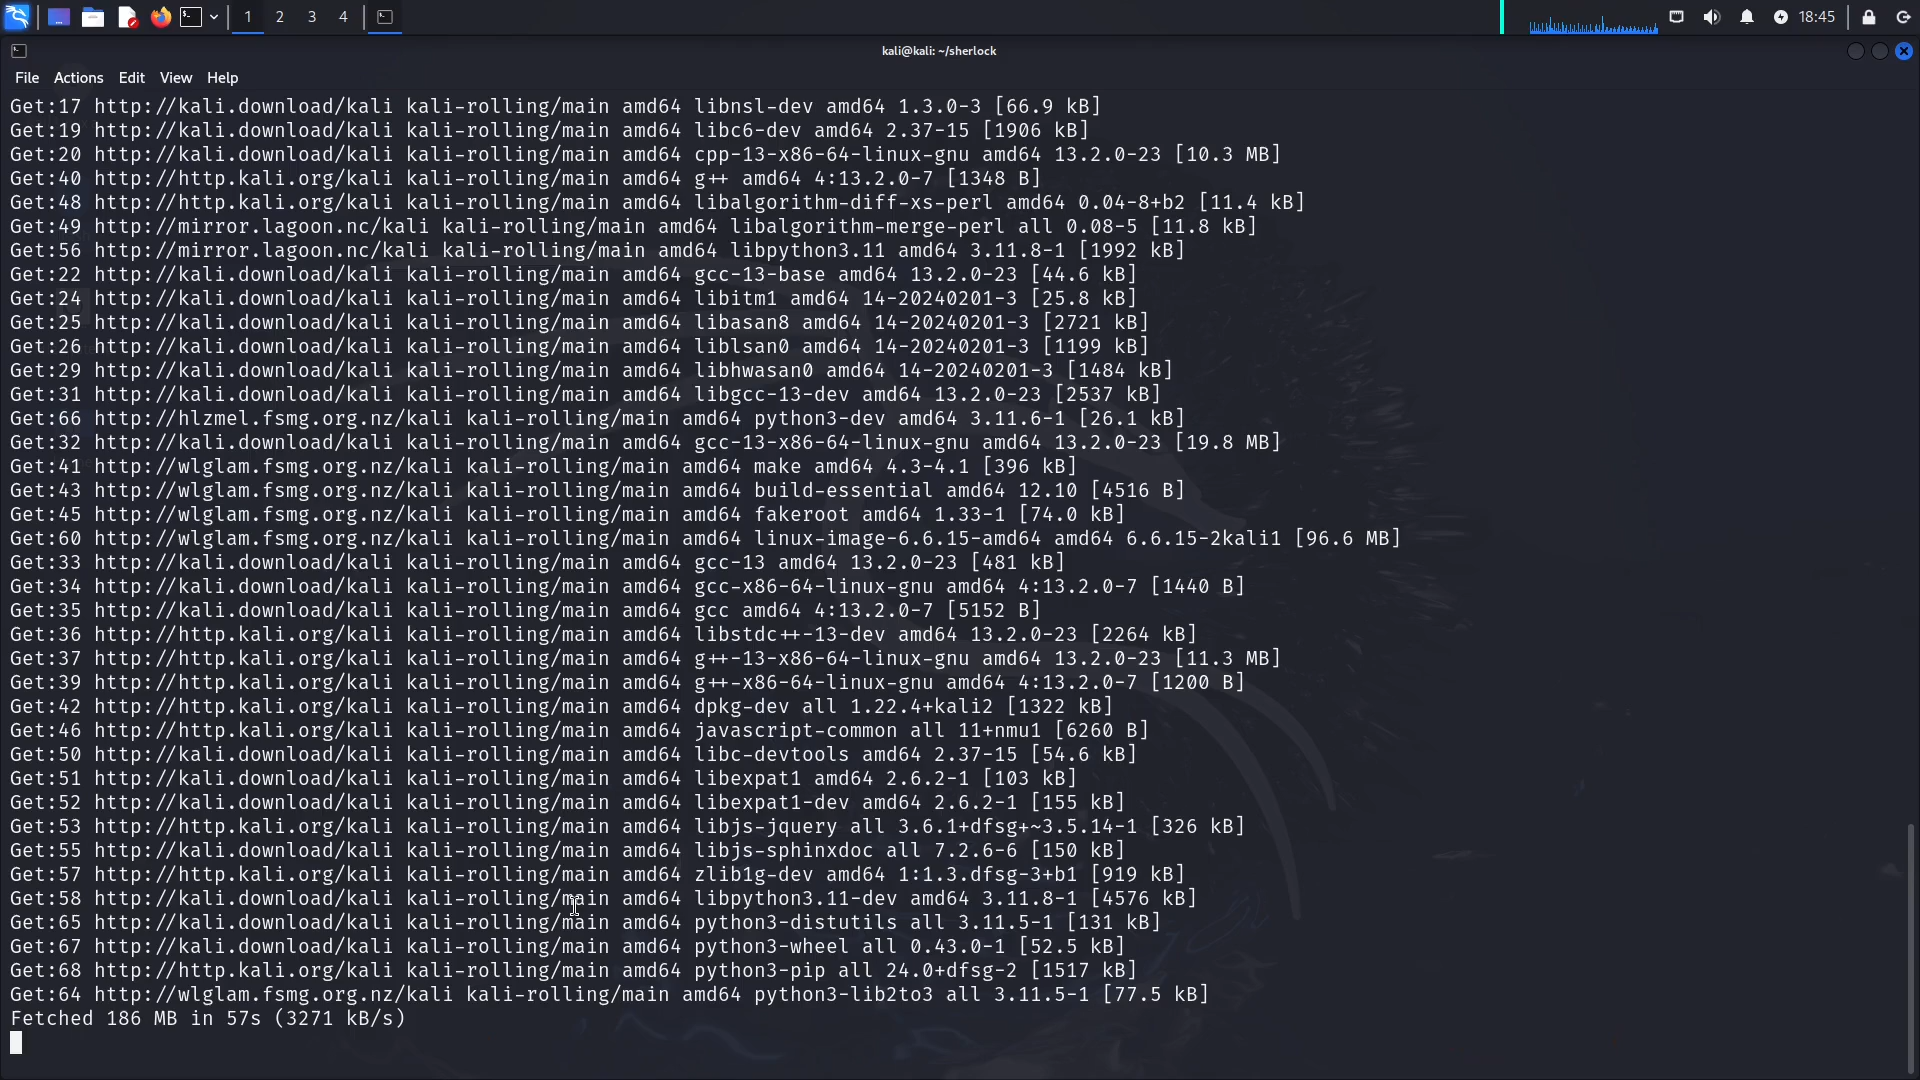 1 2 3 4 18:45
kali@kali: ~/sherlock
File Actions Edit View Help
Get:17 http://kali.download/kali kali-rolling/main amd64 libnsl-dev amd64 1.3.0-3 [66.9 kB]
Get:19 http://kali.download/kali kali-rolling/main amd64 libc6-dev amd64 2.37-15 [1906 kB]
Get:20 http://kali.download/kali kali-rolling/main amd64 cpp-13-x86-64-linux-gnu amd64 13.2.0-23 [10.3 MB]
Get:40 http://http.kali.org/kali kali-rolling/main amd64 g++ amd64 4:13.2.0-7 [1348 B]
Get:48 http://http.kali.org/kali kali-rolling/main amd64 libalgorithm-diff-xs-perl amd64 0.04-8+b2 [11.4 kB]
Get:49 http://mirror.lagoon.nc/kali kali-rolling/main amd64 libalgorithm-merge-perl all 0.08-5 [11.8 kB]
Get:56 http://mirror.lagoon.nc/kali kali-rolling/main amd64 libpython3.11 amd64 3.11.8-1 [1992 kB]
Get:22 http://kali.download/kali kali-rolling/main amd64 gcc-13-base amd64 13.2.0-23 [44.6 kB]
Get:24 http://kali.download/kali kali-rolling/main amd64 libitm1 amd64 14-20240201-3 [25.8 kB]
Get:25 http://kali.download/kali kali-rolling/main amd64 libasan8 amd64 14-20240201-3 [2721 kB]
Get:26 http://kali.download/kali kali-rolling/main amd64 liblsan0 amd64 14-20240201-3 [1199 kB]
Get:29 http://kali.download/kali kali-rolling/main amd64 libhwasan0 amd64 14-20240201-3 [1484 kB]
Get:31 http://kali.download/kali kali-rolling/main amd64 libgcc-13-dev amd64 13.2.0-23 [2537 kB]
Get:66 http://hlzmel.fsmg.org.nz/kali kali-rolling/main amd64 python3-dev amd64 3.11.6-1 [26.1 kB]
Get:32 http://kali.download/kali kali-rolling/main amd64 gcc-13-x86-64-linux-gnu amd64 13.2.0-23 [19.8 MB]
Get:41 http://wlglam.fsmg.org.nz/kali kali-rolling/main amd64 make amd64 4.3-4.1 [396 kB]
Get:43 http://wlglam.fsmg.org.nz/kali kali-rolling/main amd64 build-essential amd64 12.10 [4516 B]
Get:45 http://wlglam.fsmg.org.nz/kali kali-rolling/main amd64 fakeroot amd64 1.33-1 [74.0 kB]
Get:60 http://wlglam.fsmg.org.nz/kali kali-rolling/main amd64 linux-image-6.6.15-amd64 amd64 6.6.15-2kali1 [96.6 MB]
Get:33 http://kali.download/kali kali-rolling/main amd64 gcc-13 amd64 13.2.0-23 [481 kB]
Get:34 http://kali.download/kali kali-rolling/main amd64 gcc-x86-64-linux-gnu amd64 4:13.2.0-7 [1440 B]
Get:35 http://kali.download/kali kali-rolling/main amd64 gcc amd64 4:13.2.0-7 [5152 B]
Get:36 http://http.kali.org/kali kali-rolling/main amd64 libstdc++-13-dev amd64 13.2.0-23 [2264 kB]
Get:37 http://http.kali.org/kali kali-rolling/main amd64 g++-13-x86-64-linux-gnu amd64 13.2.0-23 [11.3 MB]
Get:39 http://http.kali.org/kali kali-rolling/main amd64 g++-x86-64-linux-gnu amd64 4:13.2.0-7 [1200 B]
Get:42 http://http.kali.org/kali kali-rolling/main amd64 dpkg-dev all 1.22.4+kali2 [1322 kB]
Get:46 http://http.kali.org/kali kali-rolling/main amd64 javascript-common all 11+nmu1 [6260 B]
Get:50 http://kali.download/kali kali-rolling/main amd64 libc-devtools amd64 2.37-15 [54.6 kB]
Get:51 http://kali.download/kali kali-rolling/main amd64 libexpat1 amd64 2.6.2-1 [103 kB]
Get:52 http://kali.download/kali kali-rolling/main amd64 libexpat1-dev amd64 2.6.2-1 [155 kB]
Get:53 http://http.kali.org/kali kali-rolling/main amd64 libjs-jquery all 3.6.1+dfsg+~3.5.14-1 [326 kB]
Get:55 http://kali.download/kali kali-rolling/main amd64 libjs-sphinxdoc all 7.2.6-6 [150 kB]
Get:57 http://http.kali.org/kali kali-rolling/main amd64 zlib1g-dev amd64 1:1.3.dfsg-3+b1 [919 kB]
Get:58 http://kali.download/kali kali-rolling/main amd64 libpython3.11-dev amd64 3.11.8-1 [4576 kB]
Get:65 http://kali.download/kali kali-rolling/main amd64 python3-distutils all 3.11.5-1 [131 kB]
Get:67 http://kali.download/kali kali-rolling/main amd64 python3-wheel all 0.43.0-1 [52.5 kB]
Get:68 http://http.kali.org/kali kali-rolling/main amd64 python3-pip all 24.0+dfsg-2 [1517 kB]
Get:64 http://wlglam.fsmg.org.nz/kali kali-rolling/main amd64 python3-lib2to3 all 3.11.5-1 [77.5 kB]
Fetched 186 MB in 57s (3271 kB/s)